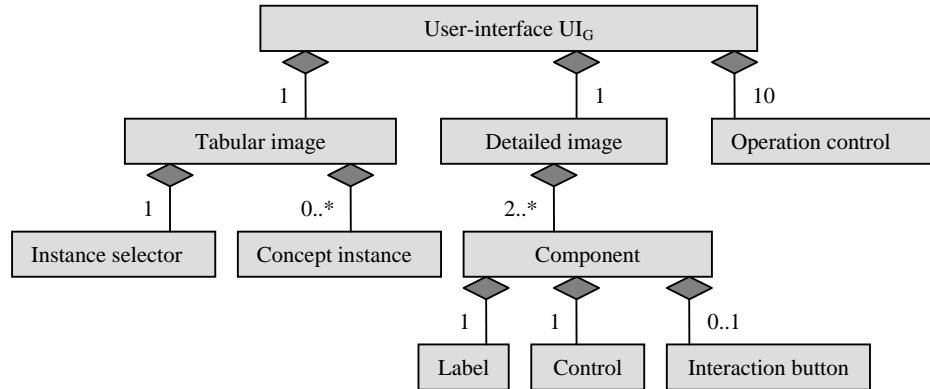 User-interface UIG
1
1
10
Tabular image
Detailed image
Operation control
1
0..*
2..*
Instance selector
Concept instance
Component
1
1
0..1
Label
Control
Interaction button